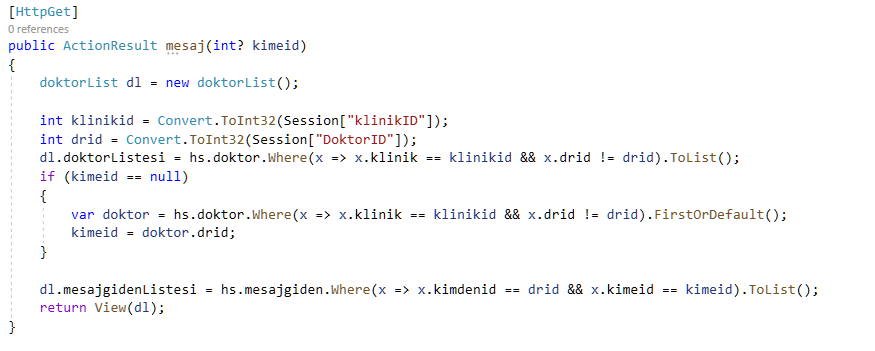 [HttpGet]
0 references
public ActionResult mesaj(int? kimeid)
{
    doktorList dl = new doktorList();
    int klinikid = Convert.ToInt32(Session["klinikID"]);
    int drid = Convert.ToInt32(Session["DoktorID"]);
    dl.doktorListesi = hs.doktor.Where(x => x.klinik == klinikid && x.drid != drid).ToList();
    if (kimeid == null)
    {
        var doktor = hs.doktor.Where(x => x.klinik == klinikid && x.drid != drid).FirstOrDefault();
        kimeid = doktor.drid;
    }
    dl.mesajgidenListesi = hs.mesajgiden.Where(x => x.kimdenid == drid && x.kimeid == kimeid).ToList();
    return View(dl);
}